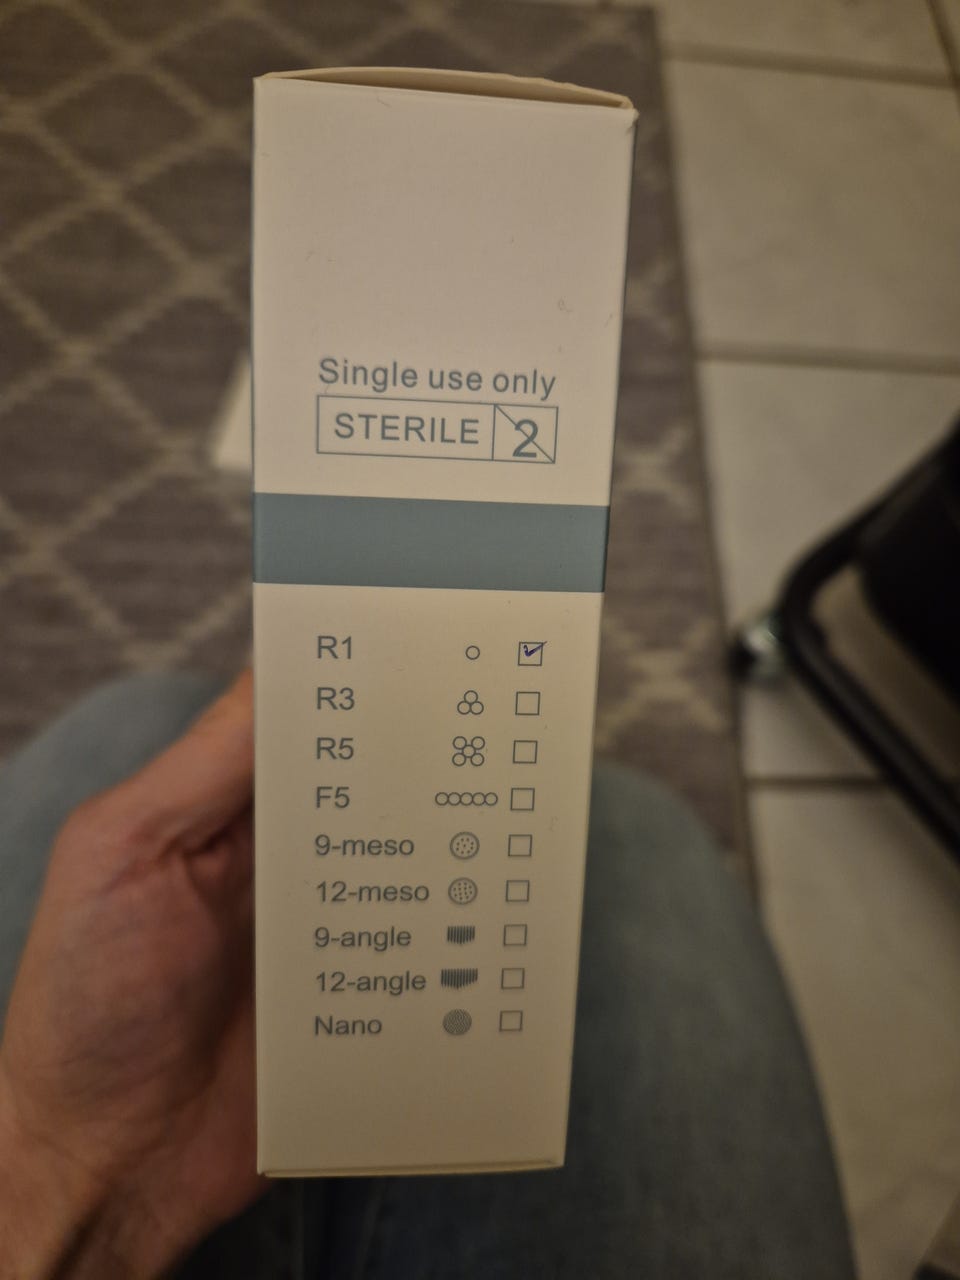 Single use only
STERILE 2
R1
R3
R5
F5
9-meso
12-meso
9-angle
12-angle
Nano